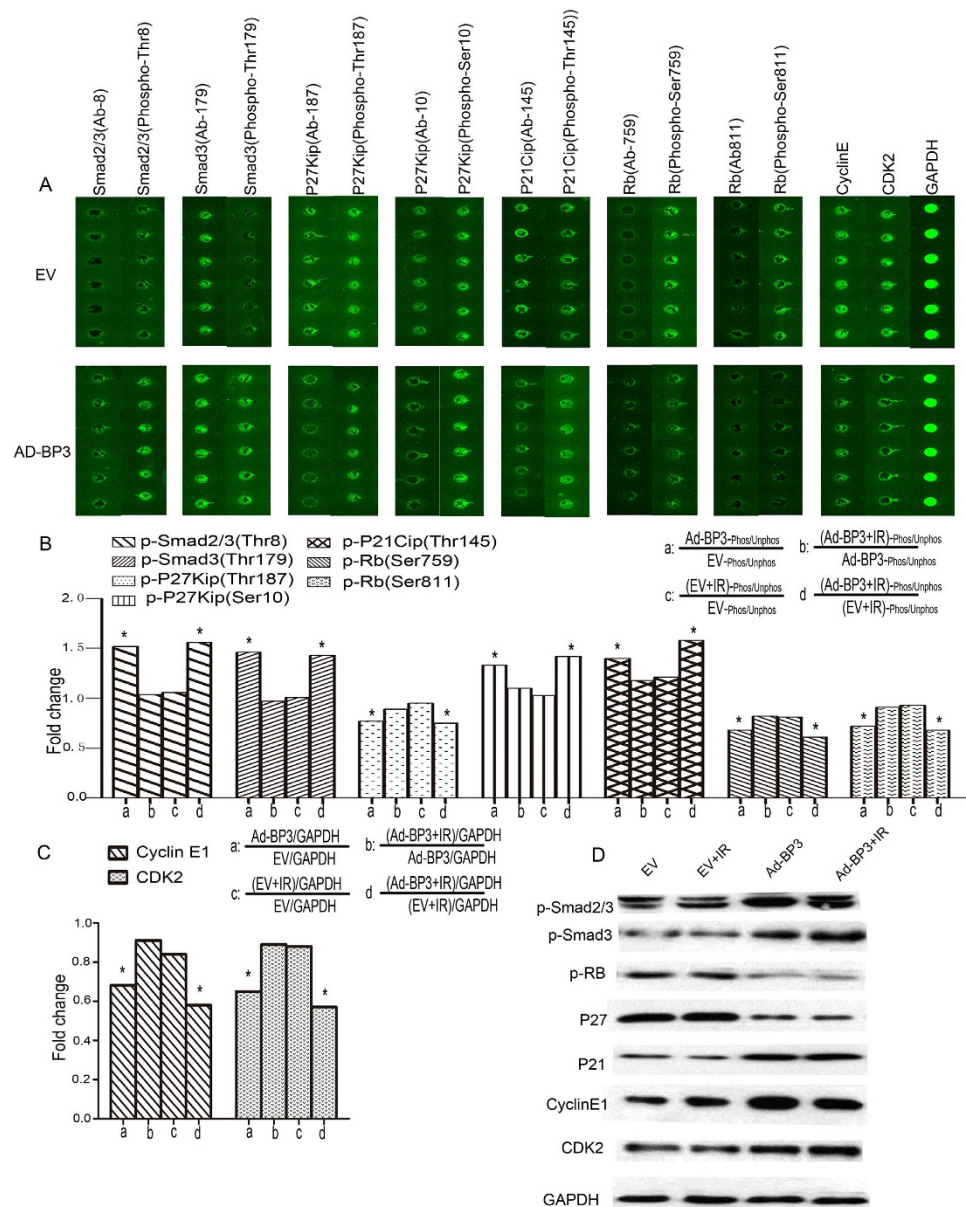 Smad2/3(Ab-8)
Smad2/3(Phospho-Thr8)
Smad3(Ab-179)
Smad3(Phospho-Thr179)
P27Kip(Ab-187)
P27Kip(Phospho-Thr187)
P27Kip(Ab-10)
P27Kip(Phospho-Ser10)
P21Cip(Ab-145)
P21Cip(Phospho-Thr145)
Rb(Ab-759)
Rb(Phospho-Ser759)
Rb(Ab811)
Rb(Phospho-Ser811)
CyclinE
CDK2
GAPDH
A
EV
AD-BP3
B
p-Smad2/3(Thr8)
p-Smad3(Thr179)
p-P27Kip(Thr187)
p-P27Kip(Ser10)
p-P21Cip(Thr145)
p-Rb(Ser759)
p-Rb(Ser811)
a: Ad-BP3-Phos/Unphos
EV-Phos/Unphos
b: (Ad-BP3+IR)-Phos/Unphos
Ad-BP3-Phos/Unphos
c: (EV+IR)-Phos/Unphos
EV-Phos/Unphos
d (Ad-BP3+IR)-Phos/Unphos
(EV+IR)-Phos/Unphos
Fold change
2.0
1.5
1.0
0.5
0.0
* * * * * * * * * * * * * *
a b c d a b c d a b c d a b c d a b c d a b c d a b c d
C
Cyclin E1
CDK2
a: Ad-BP3/GAPDH
EV/GAPDH
b: (Ad-BP3+IR)/GAPDH
Ad-BP3/GAPDH
c: (EV+IR)/GAPDH
EV/GAPDH
d (Ad-BP3+IR)/GAPDH
(EV+IR)/GAPDH
Fold change
1.0
0.8
0.6
0.4
0.2
0.0
* * * *
a b c d a b c d
D
EV EV+IR Ad-BP3 Ad-BP3+IR
p-Smad2/3
p-Smad3
p-RB
P27
P21
CyclinE1
CDK2
GAPDH